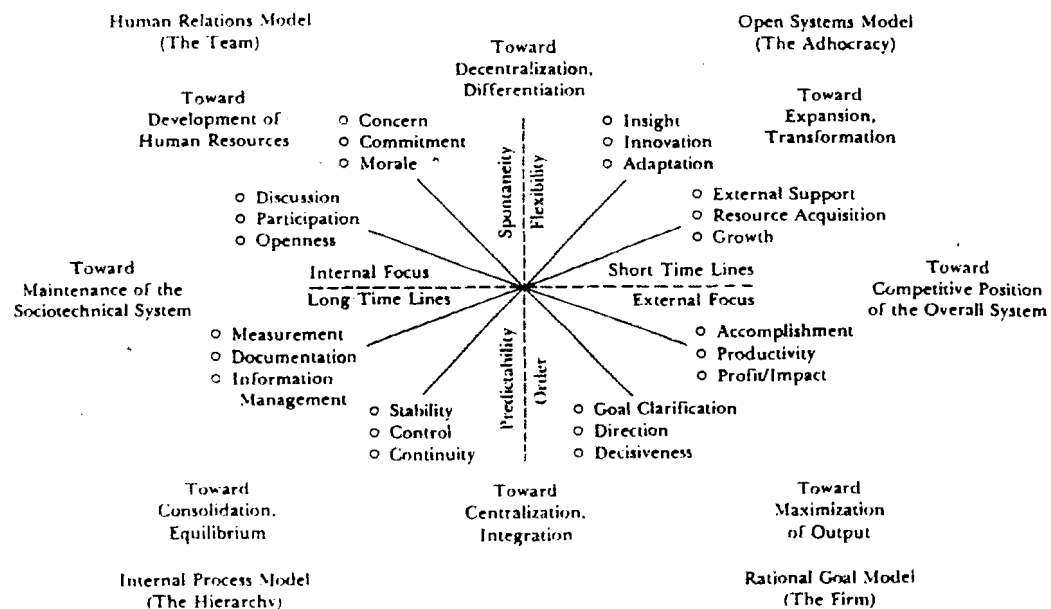 Human Relations Model
(The Team)
Open Systems Model
(The Adhocracy)
Toward
Decentralization,
Differentiation
Toward
Development of
Human Resources
Toward
Expansion,
Transformation
○ Concern
○ Commitment
○ Morale
○ Insight
○ Innovation
○ Adaptation
Spontaneity
Flexibility
○ Discussion
○ Participation
○ Openness
○ External Support
○ Resource Acquisition
○ Growth
Toward
Maintenance of the
Sociotechnical System
Internal Focus
Long Time Lines
Short Time Lines
External Focus
Toward
Competitive Position
of the Overall System
○ Measurement
○ Documentation
○ Information
Management
○ Accomplishment
○ Productivity
○ Profit/Impact
Predictability
Order
○ Stability
○ Control
○ Continuity
○ Goal Clarification
○ Direction
○ Decisiveness
Toward
Consolidation,
Equilibrium
Toward
Centralization,
Integration
Toward
Maximization
of Output
Internal Process Model
(The Hierarchy)
Rational Goal Model
(The Firm)